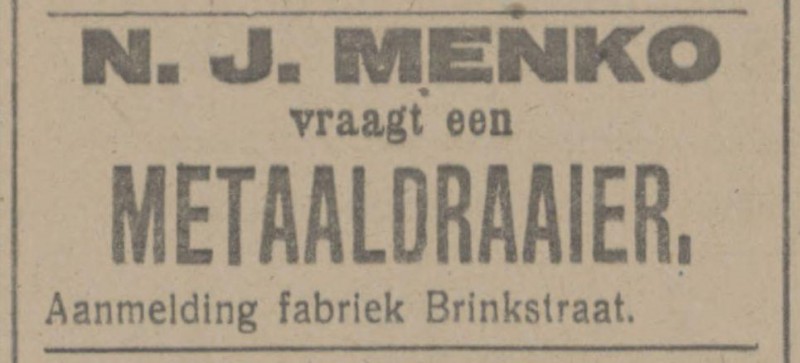 N. J. MENKO
vraagt een
METAALDRAAIER.
Aanmelding fabriek Brinkstraat.